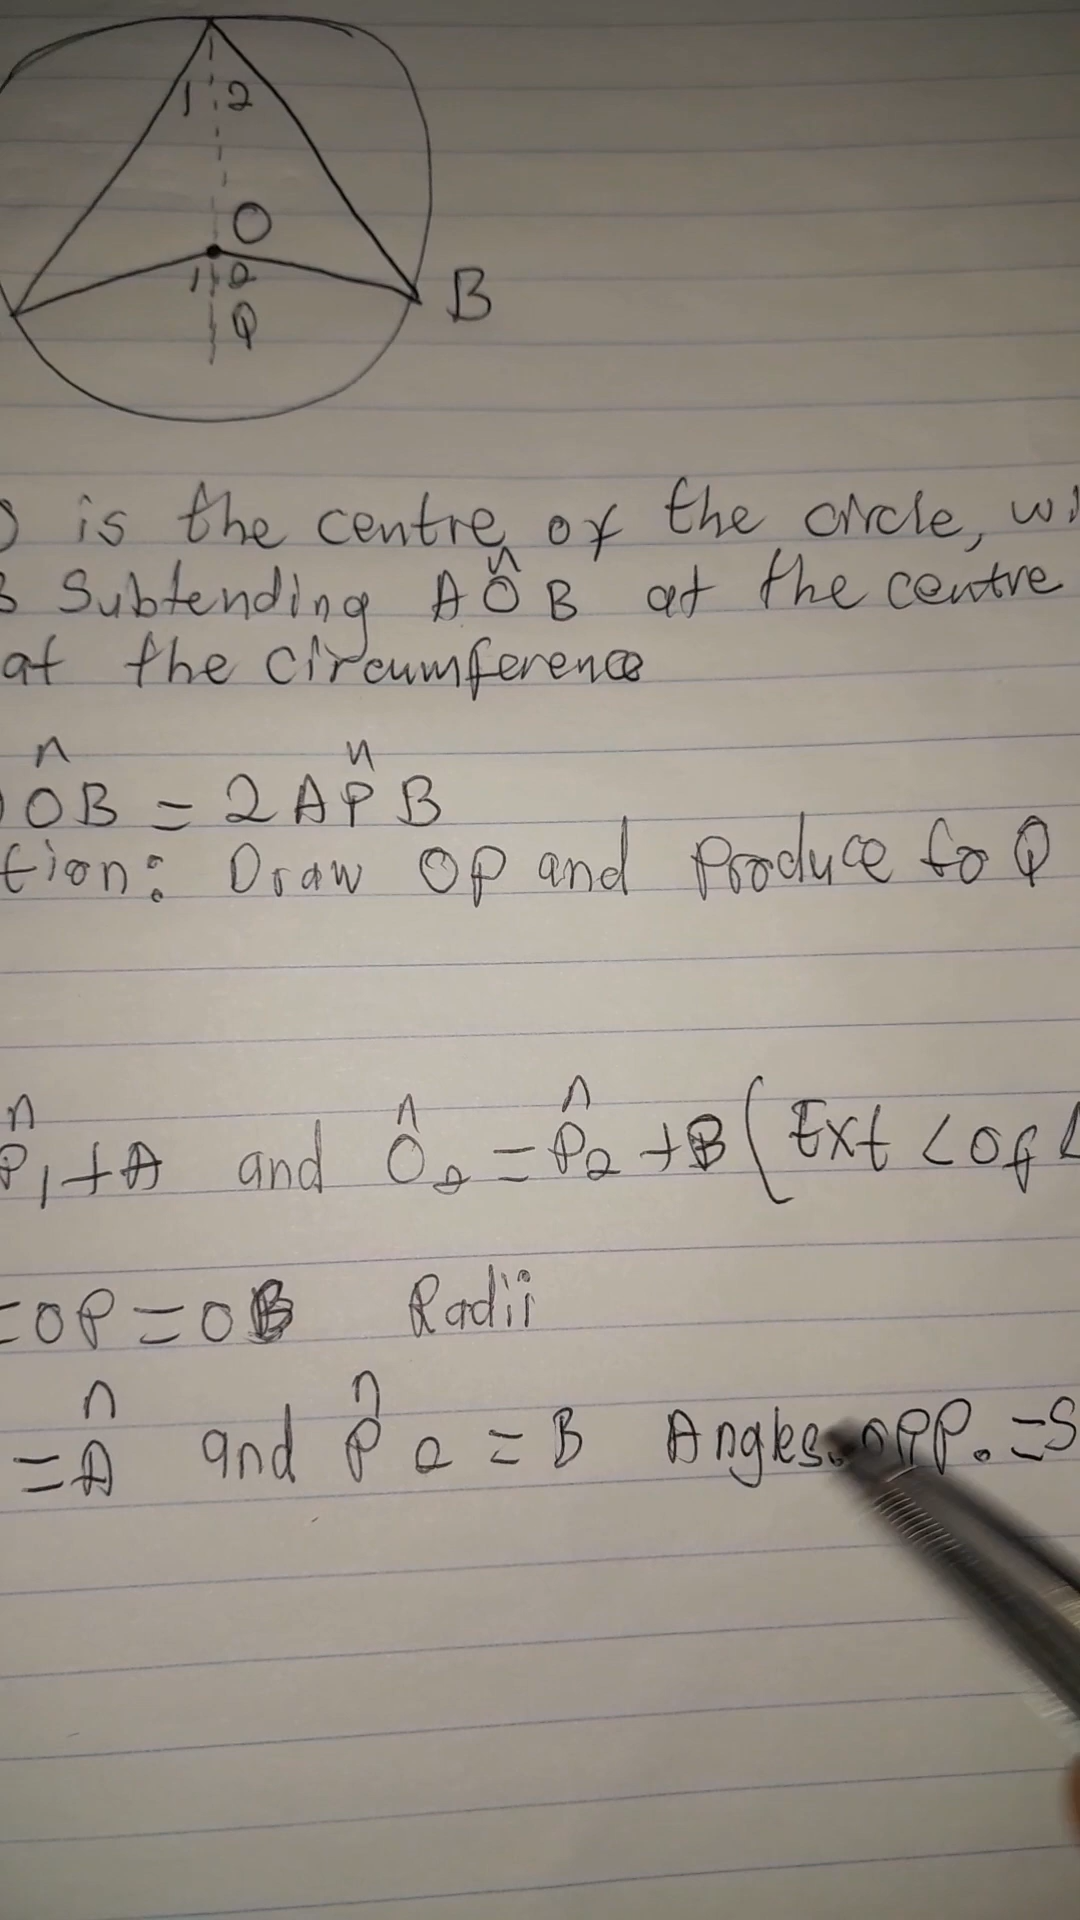 1 2
O
1 2
B
Q
is the centre of the circle, wi
B Subtending AÔB at the centre
at the circumference
ÔB = 2AP̂B
tion: Draw OP and Produce to Q
P̂1+A and Ô2 = P̂2 + B (Ext < of
=OP=OB Radii
=Â and P̂2 = B Angles. opp. =S